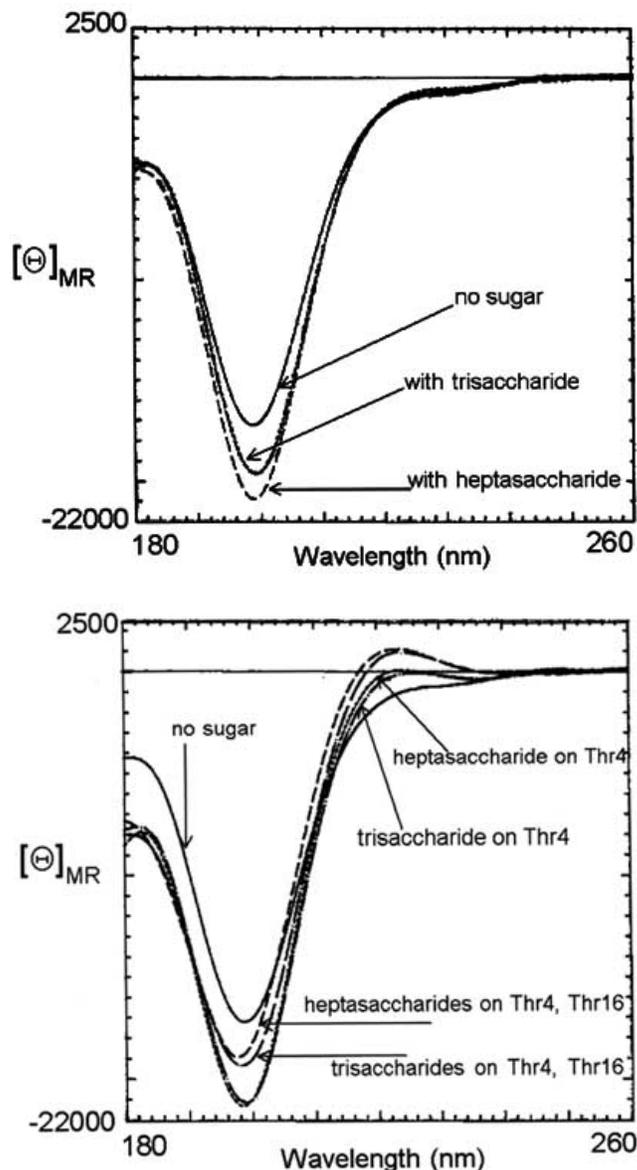 2500
[Θ]MR
no sugar
with trisaccharide
with heptasaccharide
-22000
180
260
Wavelength (nm)
2500
no sugar
heptasaccharide on Thr4
trisaccharide on Thr4
[Θ]MR
heptasaccharides on Thr4, Thr16
trisaccharides on Thr4, Thr16
-22000
180
260
Wavelength (nm)